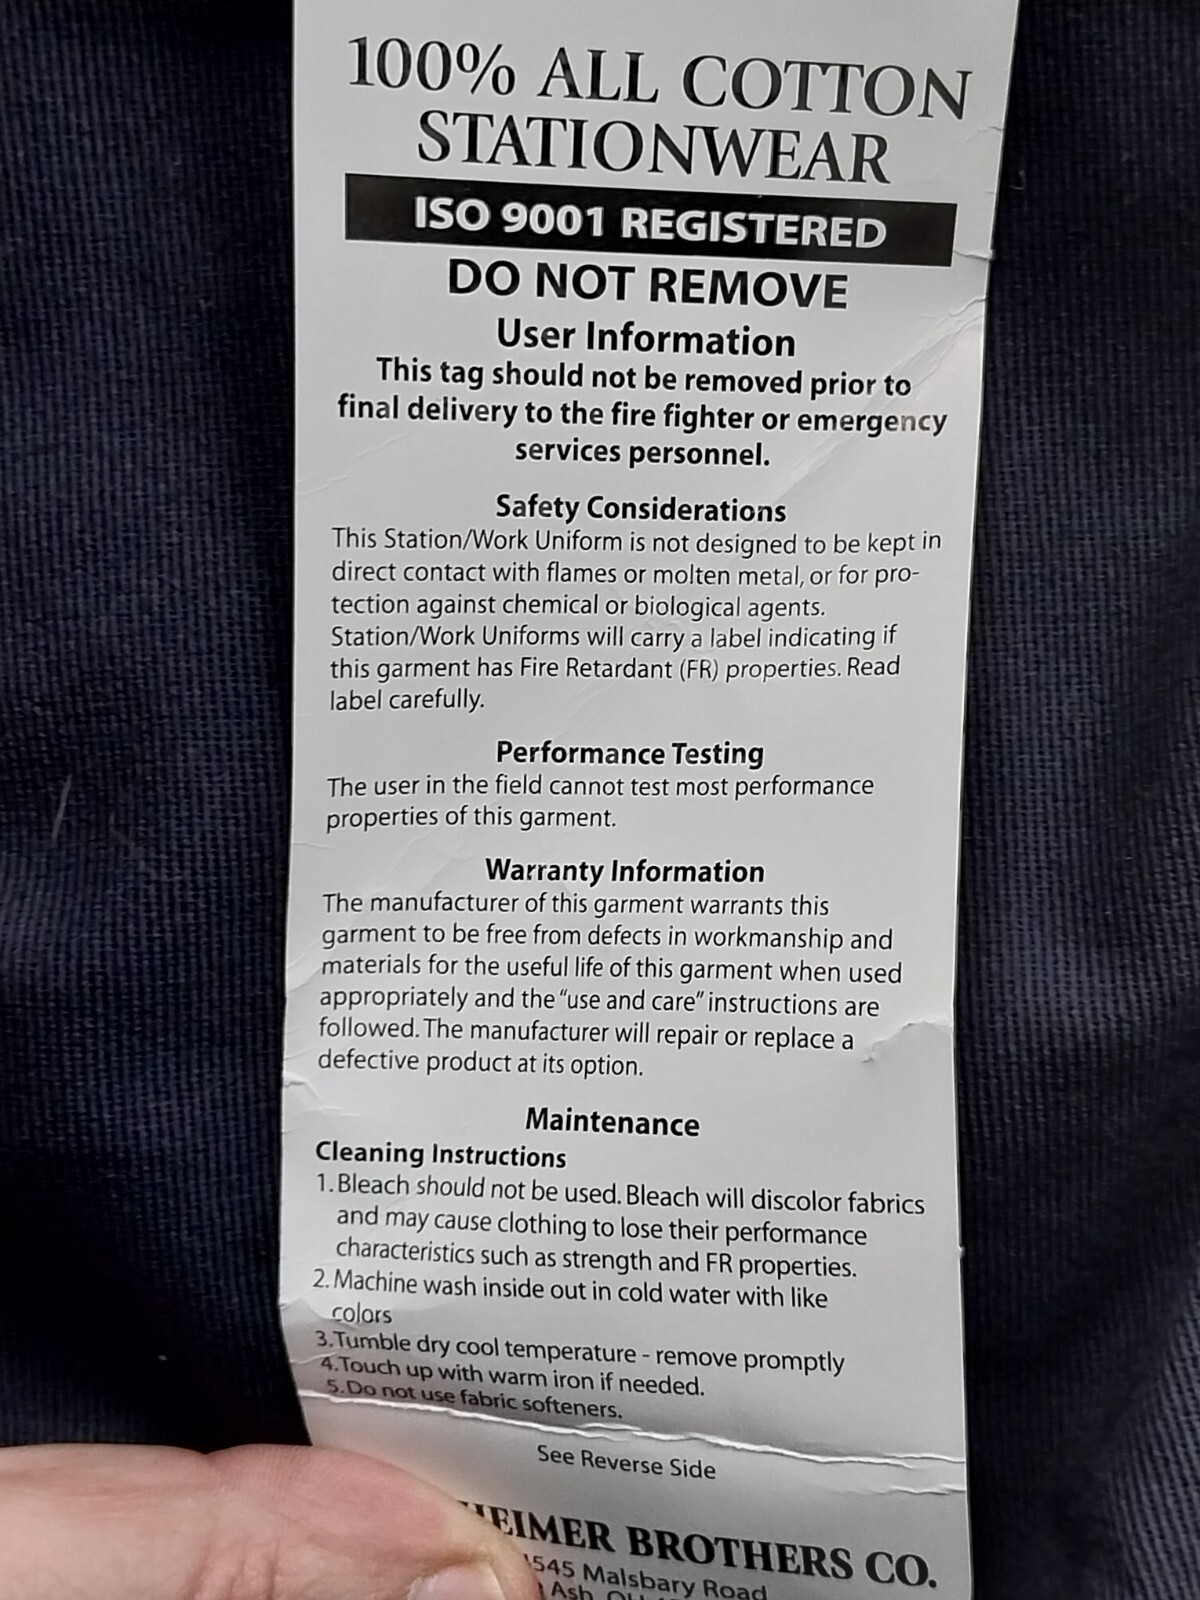 100% ALL COTTON
STATIONWEAR
ISO 9001 REGISTERED
DO NOT REMOVE
User Information
This tag should not be removed prior to
final delivery to the fire fighter or emergency
services personnel.
Safety Considerations
This Station/Work Uniform is not designed to be kept in
direct contact with flames or molten metal, or for pro-
tection against chemical or biological agents.
Station/Work Uniforms will carry a label indicating if
this garment has Fire Retardant (FR) properties. Read
label carefully.
Performance Testing
The user in the field cannot test most performance
properties of this garment.
Warranty Information
The manufacturer of this garment warrants this
garment to be free from defects in workmanship and
materials for the useful life of this garment when used
appropriately and the “use and care” instructions are
followed. The manufacturer will repair or replace a
defective product at its option.
Maintenance
Cleaning Instructions
1. Bleach should not be used. Bleach will discolor fabrics
and may cause clothing to lose their performance
characteristics such as strength and FR properties.
2. Machine wash inside out in cold water with like
colors
3. Tumble dry cool temperature - remove promptly
4. Touch up with warm iron if needed.
5. Do not use fabric softeners.
See Reverse Side
HEIMER BROTHERS CO.
545 Malsbary Road
Ash, OH